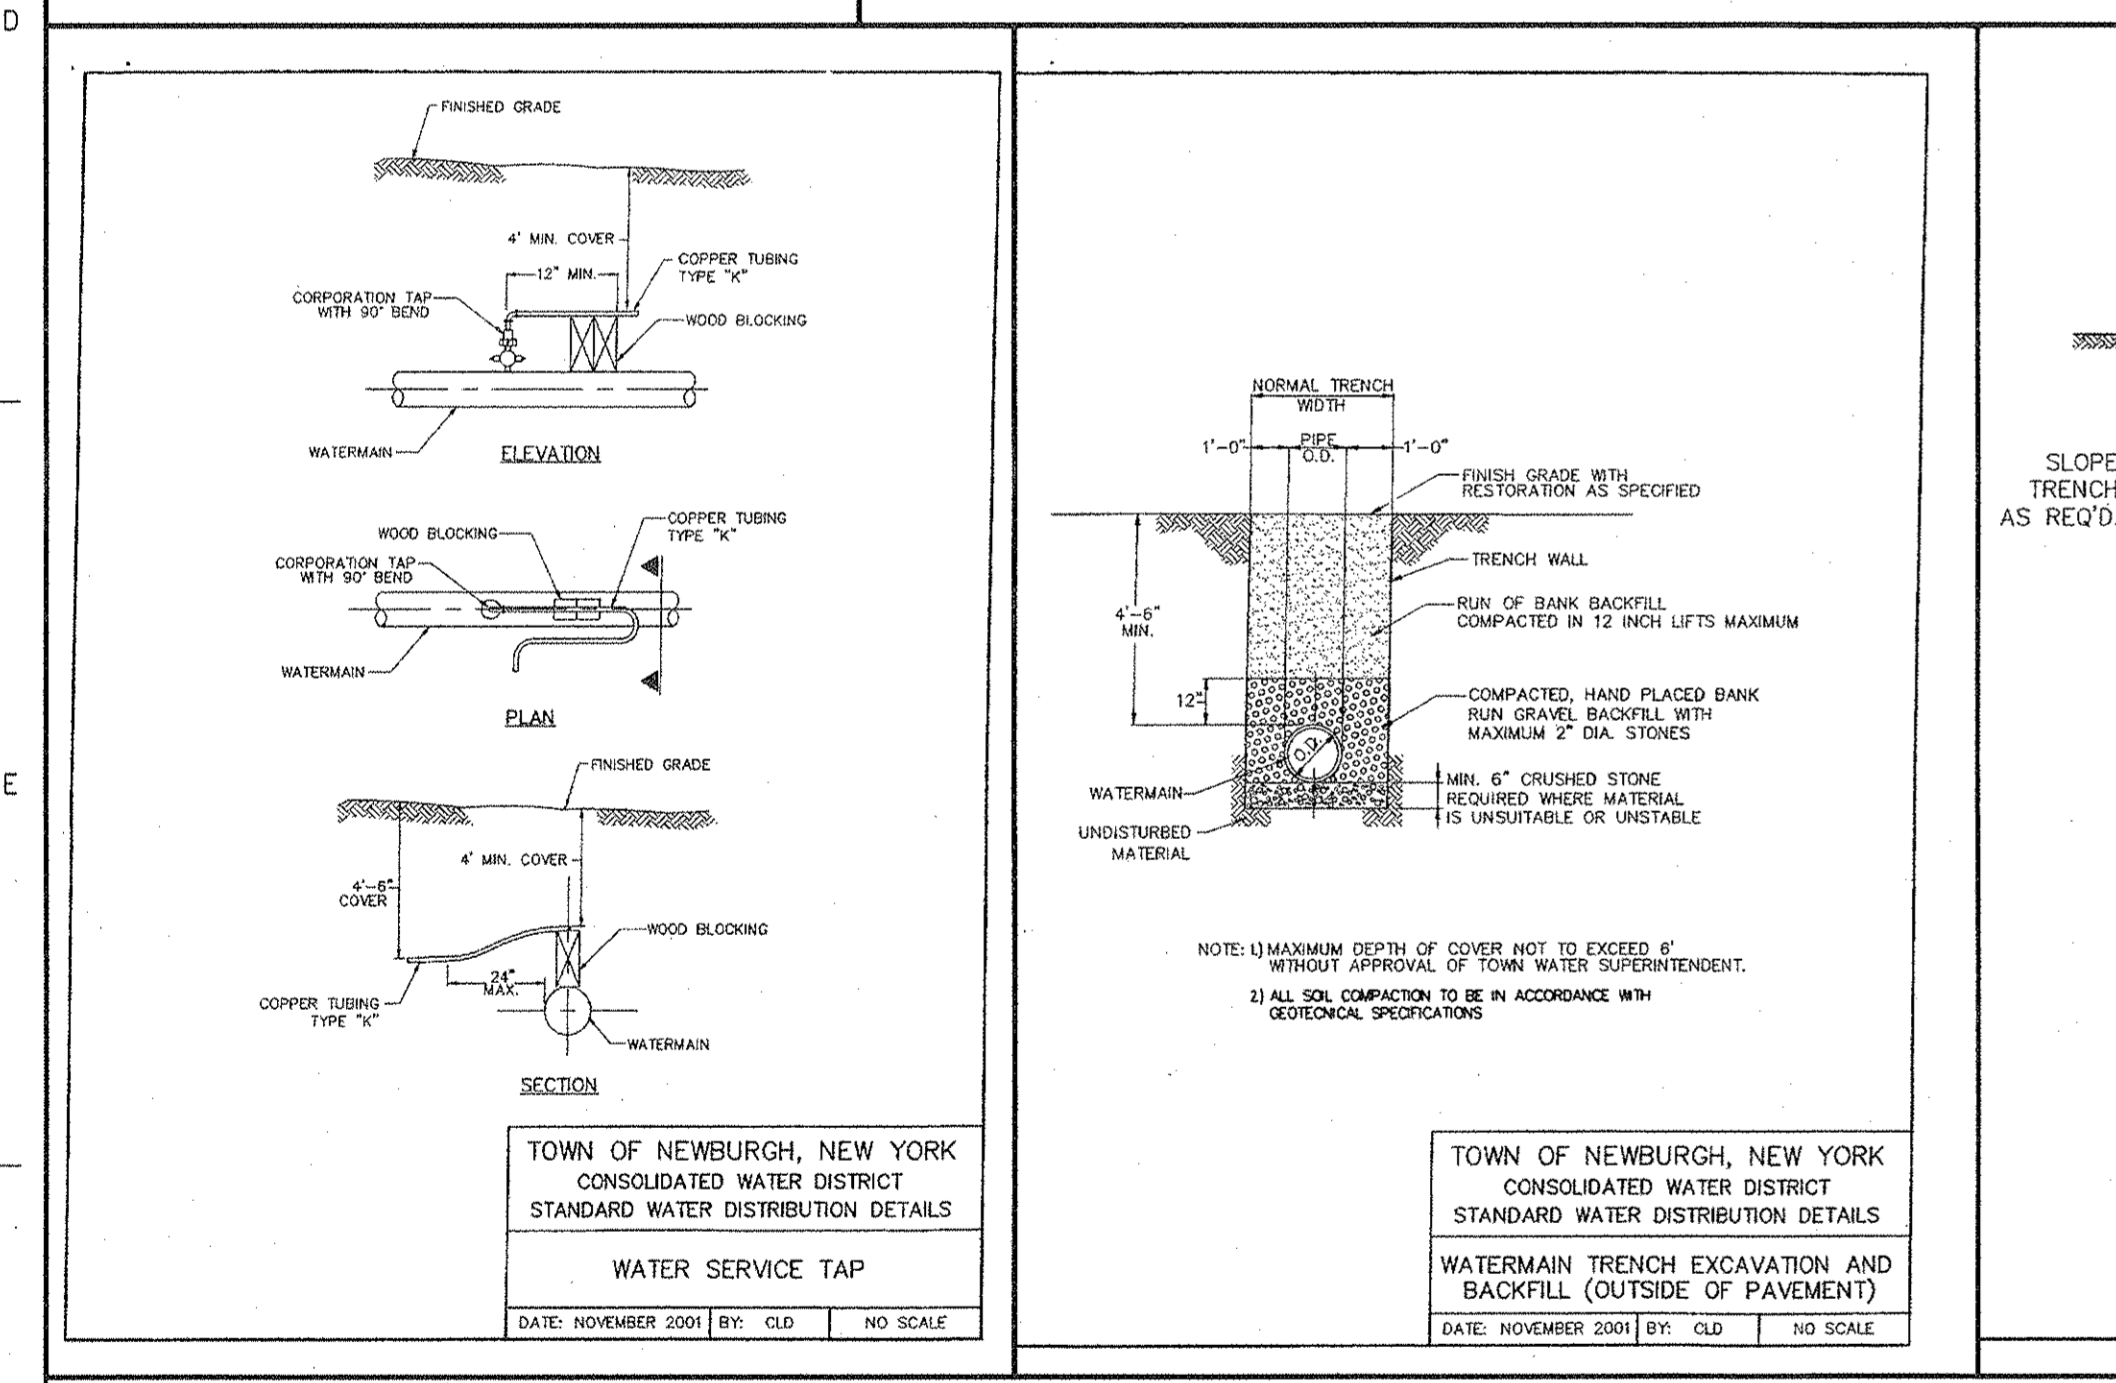 D
FINISHED GRADE
4' MIN. COVER
12" MIN.
COPPER TUBING
TYPE "K"
CORPORATION TAP
WITH 90° BEND
WOOD BLOCKING
WATERMAIN
ELEVATION
WOOD BLOCKING
COPPER TUBING
TYPE "K"
CORPORATION TAP
WITH 90° BEND
WATERMAIN
PLAN
FINISHED GRADE
4' MIN. COVER
4'-6"
COVER
WOOD BLOCKING
24"
MAX.
COPPER TUBING
TYPE "K"
WATERMAIN
SECTION
TOWN OF NEWBURGH, NEW YORK
CONSOLIDATED WATER DISTRICT
STANDARD WATER DISTRIBUTION DETAILS
WATER SERVICE TAP
DATE: NOVEMBER 2001 BY: CLD NO SCALE
E
NORMAL TRENCH
WIDTH
1'-0" PIPE 1'-0"
O.D.
FINISH GRADE WITH
RESTORATION AS SPECIFIED
TRENCH WALL
4'-6"
MIN.
RUN OF BANK BACKFILL
COMPACTED IN 12 INCH LIFTS MAXIMUM
12"
COMPACTED, HAND PLACED BANK
RUN GRAVEL BACKFILL WITH
MAXIMUM 2" DIA. STONES
O.D.
WATERMAIN
MIN. 6" CRUSHED STONE
REQUIRED WHERE MATERIAL
IS UNSUITABLE OR UNSTABLE
UNDISTURBED
MATERIAL
NOTE: 1.) MAXIMUM DEPTH OF COVER NOT TO EXCEED 6'
WITHOUT APPROVAL OF TOWN WATER SUPERINTENDENT.
2) ALL SOIL COMPACTION TO BE IN ACCORDANCE WITH
GEOTECNICAL SPECIFICATIONS
TOWN OF NEWBURGH, NEW YORK
CONSOLIDATED WATER DISTRICT
STANDARD WATER DISTRIBUTION DETAILS
WATERMAIN TRENCH EXCAVATION AND
BACKFILL (OUTSIDE OF PAVEMENT)
DATE: NOVEMBER 2001 BY: CLD NO SCALE
SLOPE
TRENCH
AS REQ'D.